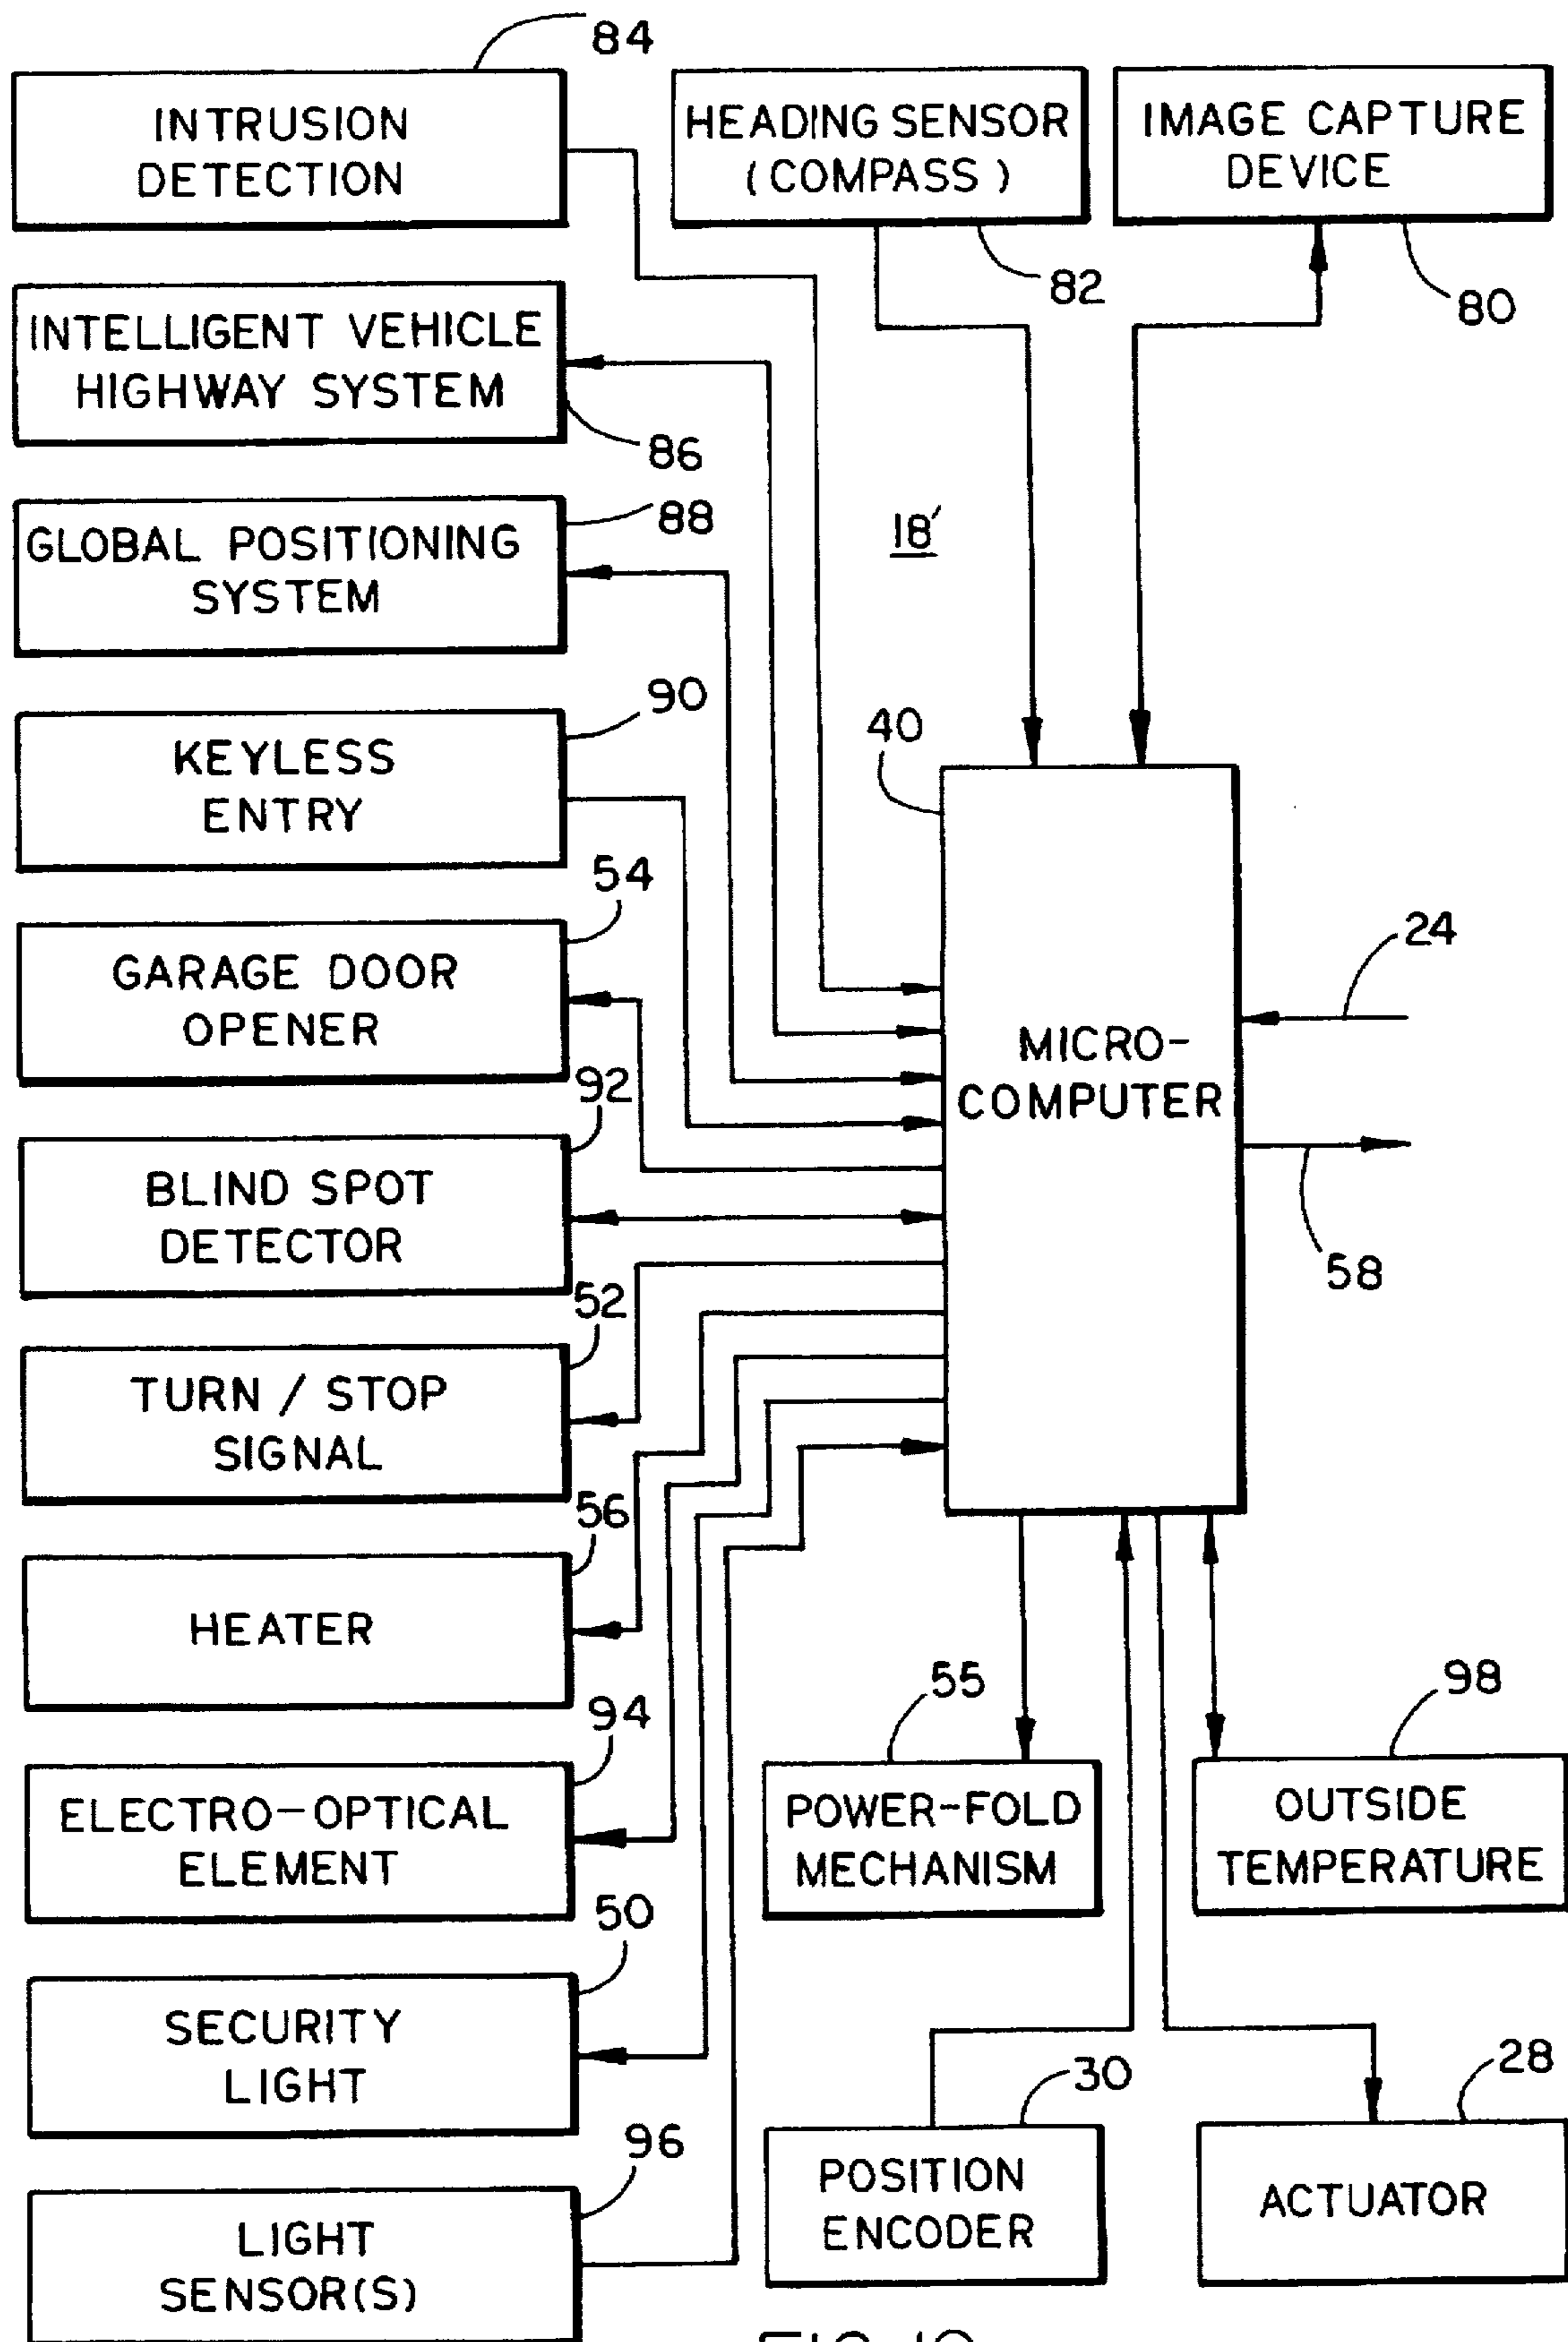 84
INTRUSION
DETECTION
HEADING SENSOR
(COMPASS)
82
IMAGE CAPTURE
DEVICE
80
INTELLIGENT VEHICLE
HIGHWAY SYSTEM
86
88
GLOBAL POSITIONING
SYSTEM
18'
90
KEYLESS
ENTRY
40
54
GARAGE DOOR
OPENER
24
MICRO-
COMPUTER
92
BLIND SPOT
DETECTOR
58
52
TURN / STOP
SIGNAL
56
HEATER
94
ELECTRO-OPTICAL
ELEMENT
55
POWER-FOLD
MECHANISM
98
OUTSIDE
TEMPERATURE
50
SECURITY
LIGHT
30
POSITION
ENCODER
28
ACTUATOR
96
LIGHT
SENSOR(S)